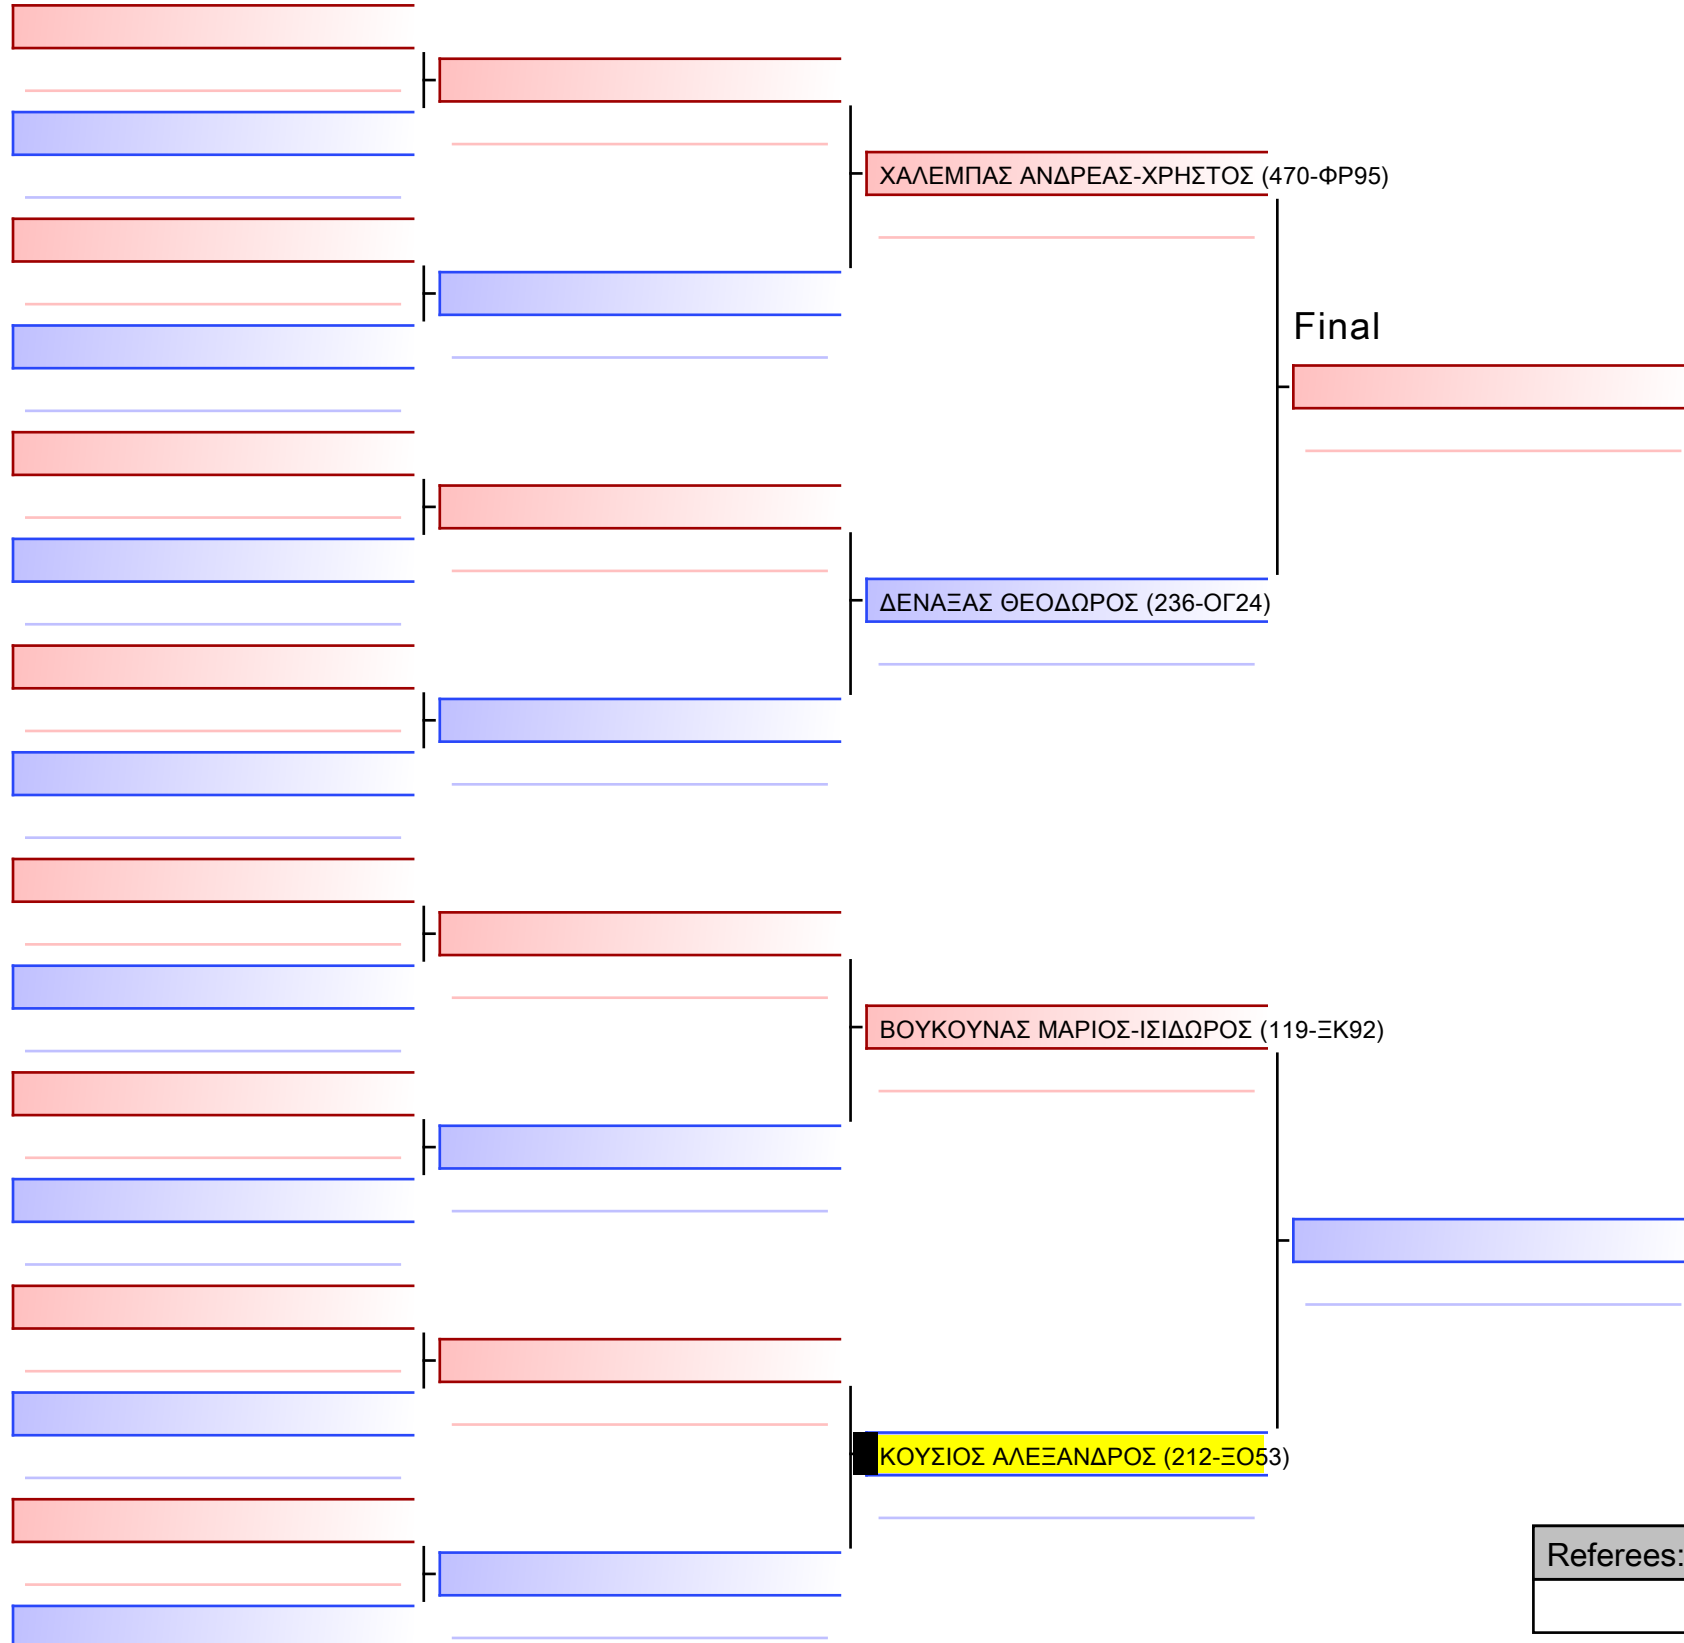 ΧΑΛΕΜΠΑΣ ΑΝΔΡΕΑΣ-ΧΡΗΣΤΟΣ (470-ΦΡ95)
Final
ΔΕΝΑΞΑΣ ΘΕΟΔΩΡΟΣ (236-ΟΓ24)
ΒΟΥΚΟΥΝΑΣ ΜΑΡΙΟΣ-ΙΣΙΔΩΡΟΣ (119-ΞΚ92)
ΚΟΥΣΙΟΣ ΑΛΕΞΑΝΔΡΟΣ (212-ΞΟ53)
Referees: